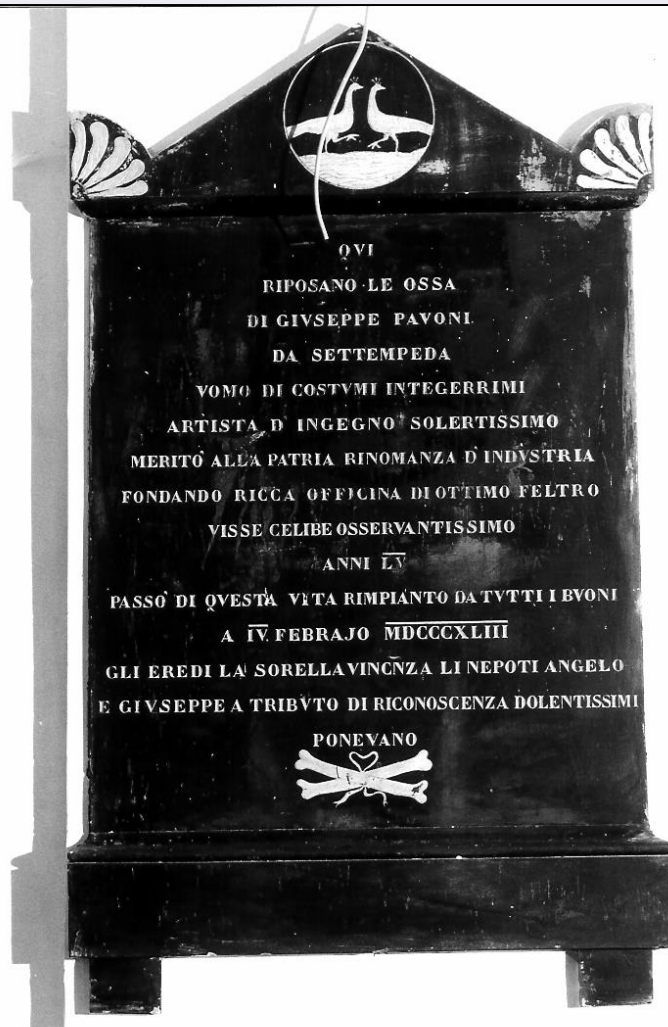 QVI
RIPOSANO LE OSSA
DI GIVSEPPE PAVONI
DA SETTEMPEDA
VOMO DI COSTVMI INTEGERRIMI
ARTISTA D' INGEGNO SOLERTISSIMO
MERITO' ALLA PATRIA RINOMANZA D' INDVSTRIA
FONDANDO RICCA OFFICINA DI OTTIMO FELTRO
VISSE CELIBE OSSERVANTISSIMO
ANNI LV
PASSO' DI QVESTA VITA RIMPIANTO DA TVTTI I BVONI
A IV. FEBRAJO MDCCCXLIII
GLI EREDI LA SORELLA VINCNZA LI NEPOTI ANGELO
E GIVSEPPE A TRIBVTO DI RICONOSCENZA DOLENTISSIMI
PONEVANO